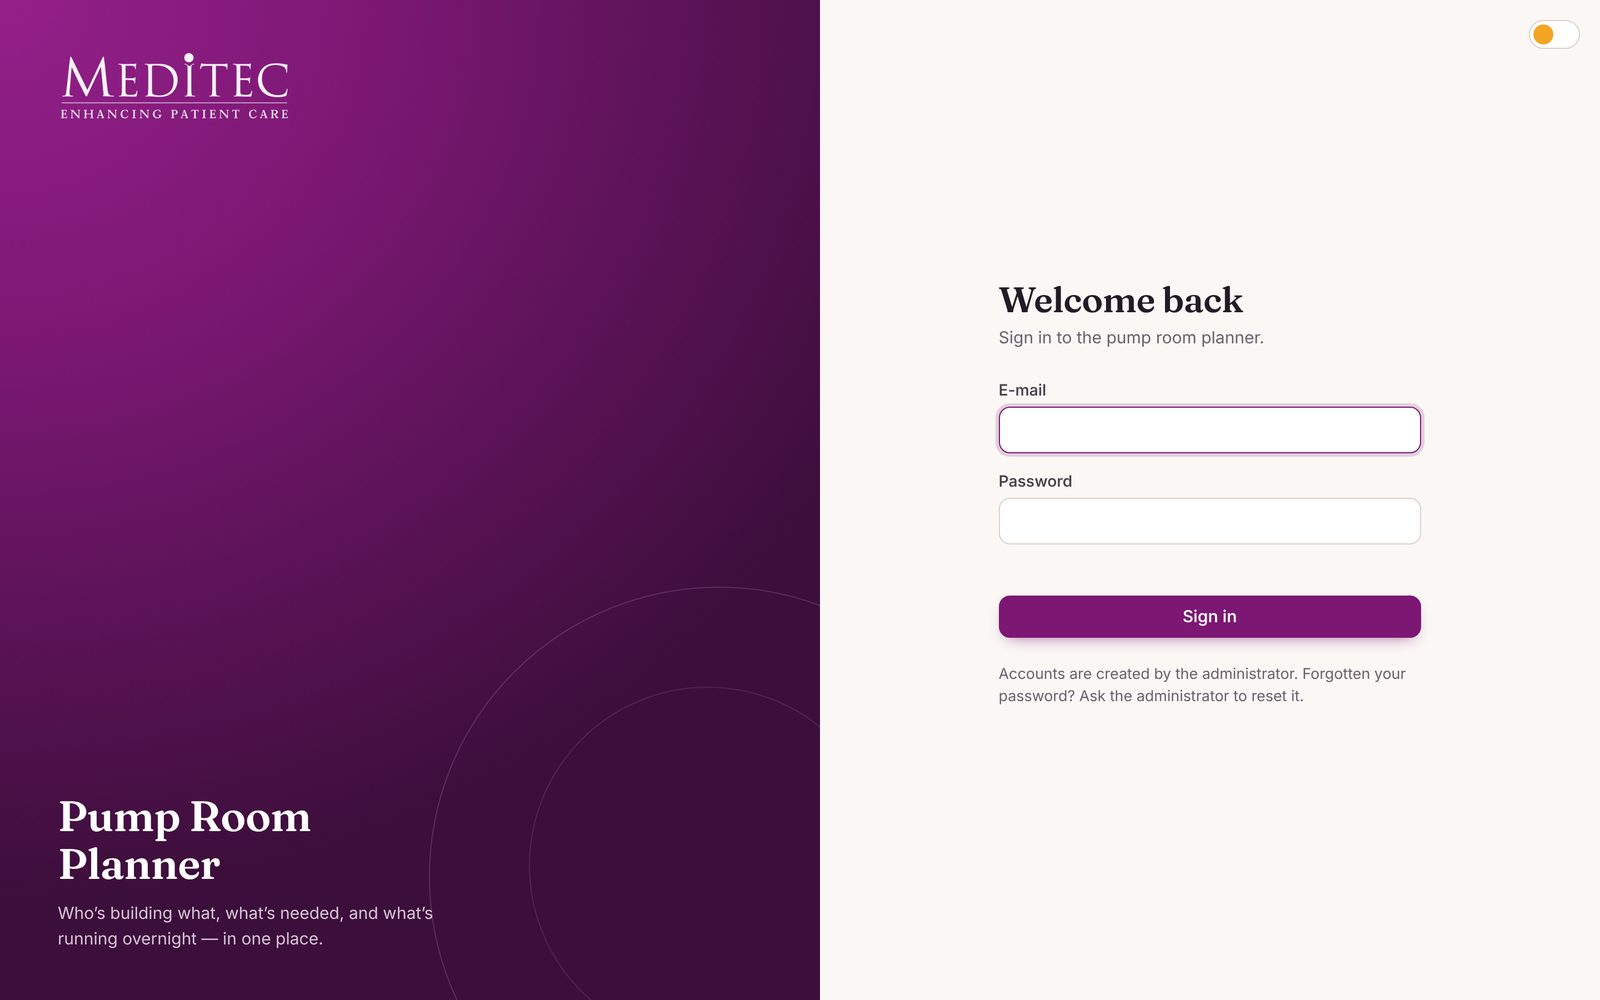 MEDITEC
ENHANCING PATIENT CARE
Pump Room
Planner
Who’s building what, what’s needed, and what’s
running overnight — in one place.
Welcome back
Sign in to the pump room planner.
E-mail
Password
Sign in
Accounts are created by the administrator. Forgotten your
password? Ask the administrator to reset it.